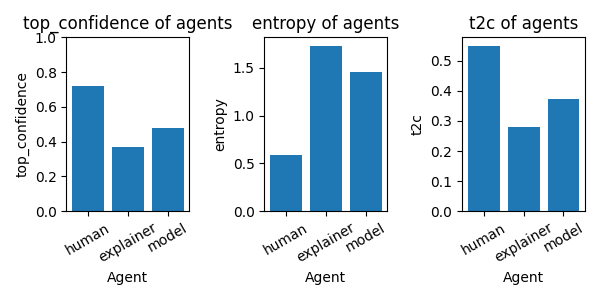 top_confidence of agents
top_confidence
1.0
0.8
0.6
0.4
0.2
0.0
human
explainer
model
Agent
entropy of agents
entropy
1.5
1.0
0.5
0.0
human
explainer
model
Agent
t2c of agents
t2c
0.5
0.4
0.3
0.2
0.1
0.0
human
explainer
model
Agent